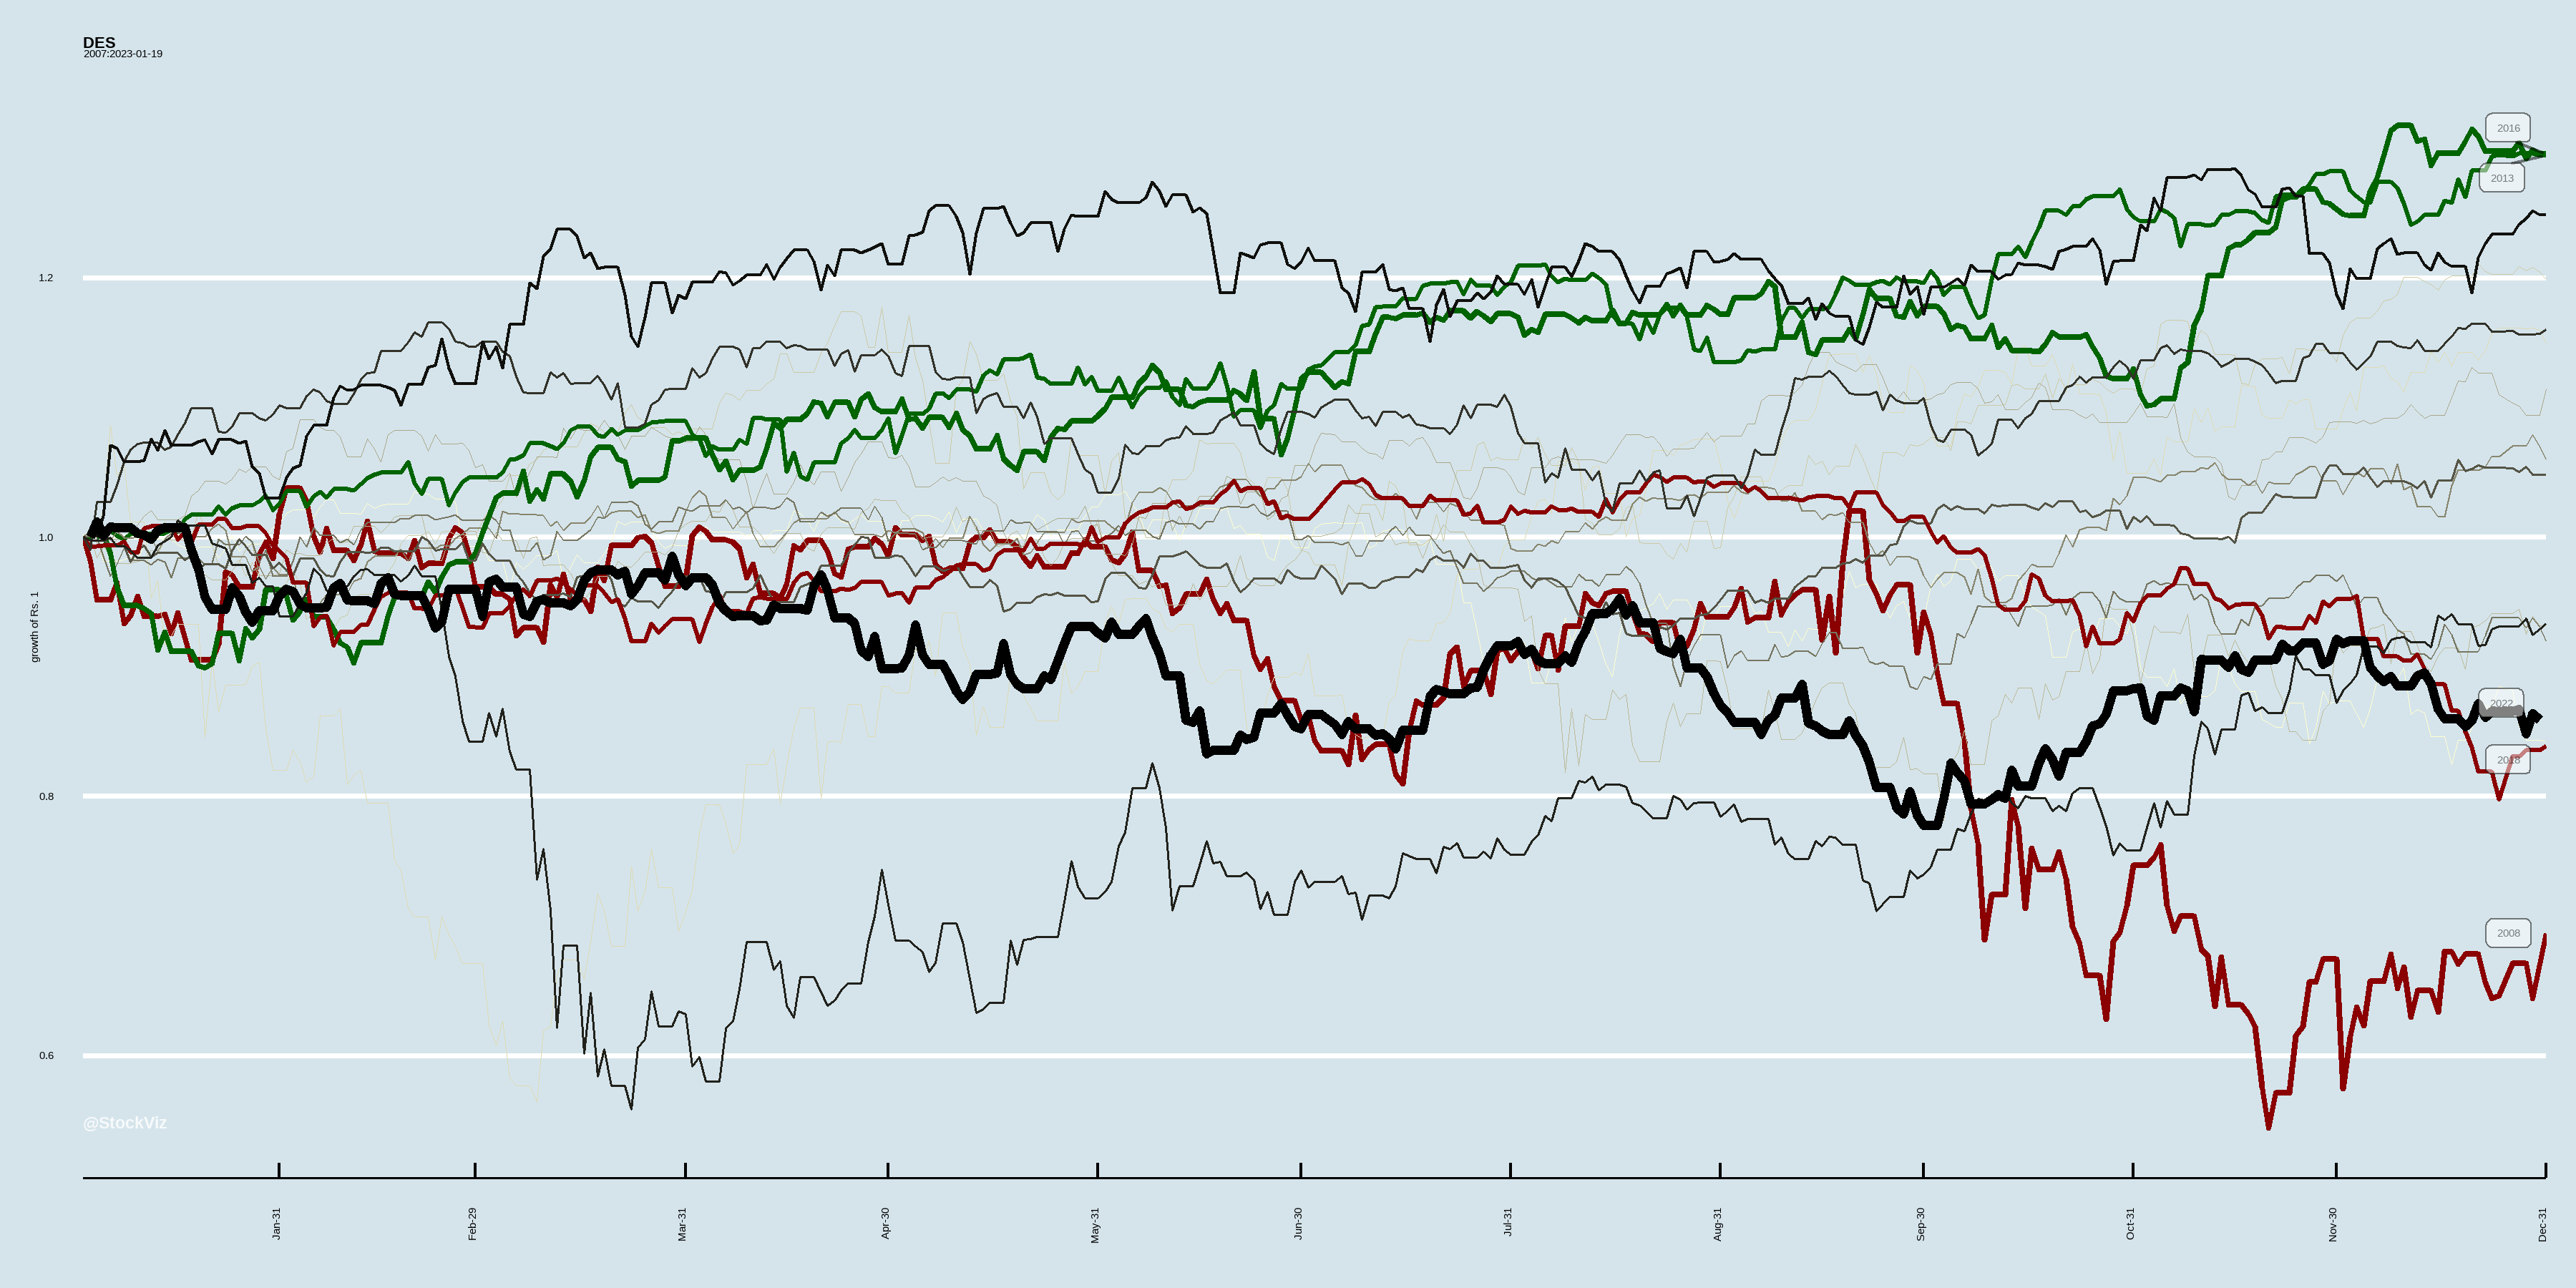 DES
2007:2023-01-19
2016
2013
1.2
1.0
growth of Rs. 1
2022
2018
0.8
2008
0.6
@StockViz
Jan-31
Feb-29
Mar-31
Apr-30
May-31
Jun-30
Jul-31
Aug-31
Sep-30
Oct-31
Nov-30
Dec-31